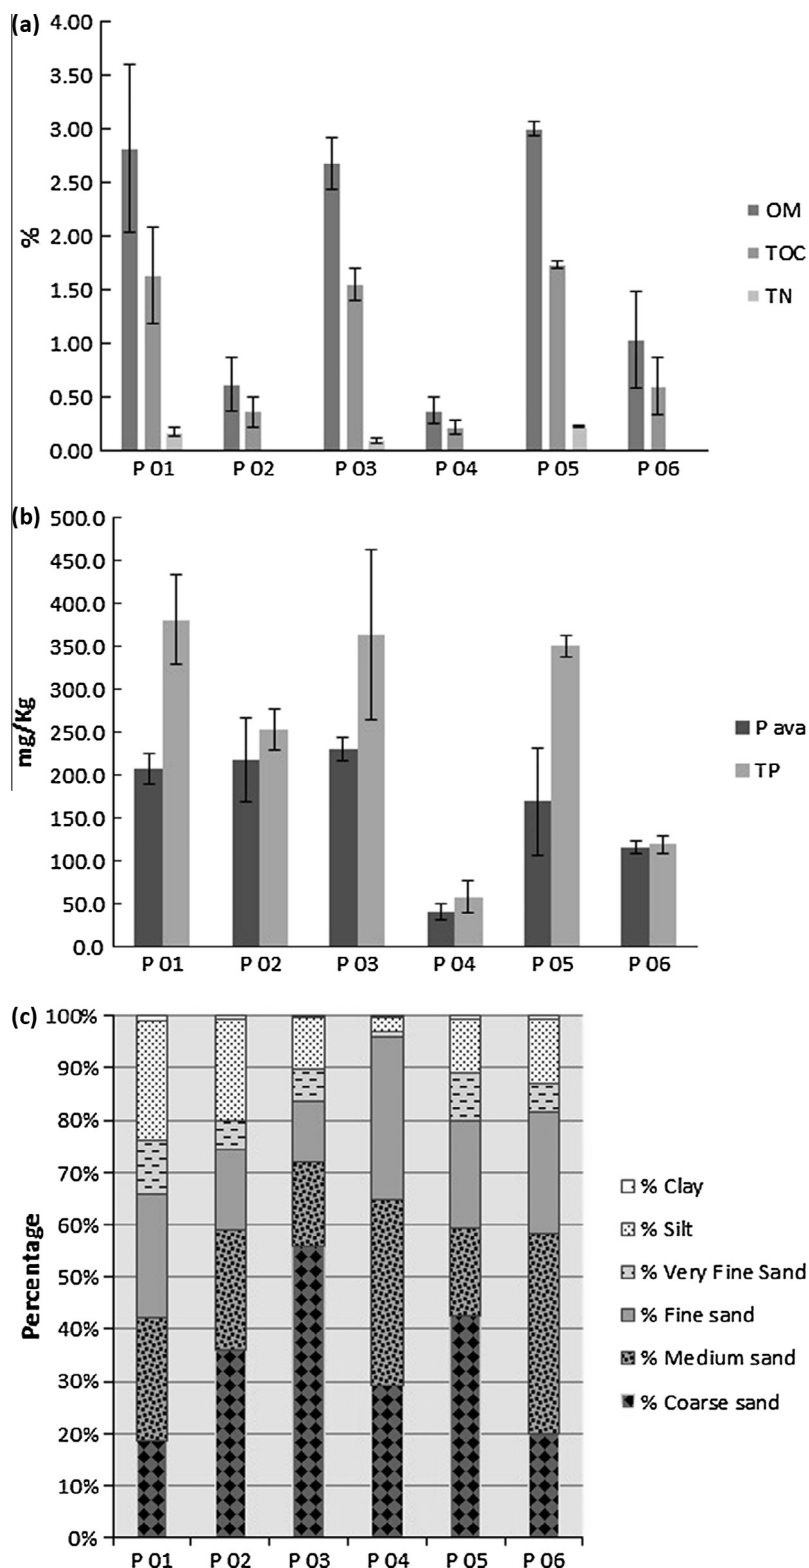 (a)
4.00
3.50
3.00
2.50
2.00
1.50
1.00
0.50
0.00
%
P 01 P 02 P 03 P 04 P 05 P 06
OM
TOC
TN
(b)
500.0
450.0
400.0
350.0
300.0
250.0
200.0
150.0
100.0
50.0
0.0
mg/Kg
P 01 P 02 P 03 P 04 P 05 P 06
P ava
TP
(c)
100%
90%
80%
70%
60%
50%
40%
30%
20%
10%
0%
Percentage
P 01 P 02 P 03 P 04 P 05 P 06
% Clay
% Silt
% Very Fine Sand
% Fine sand
% Medium sand
% Coarse sand